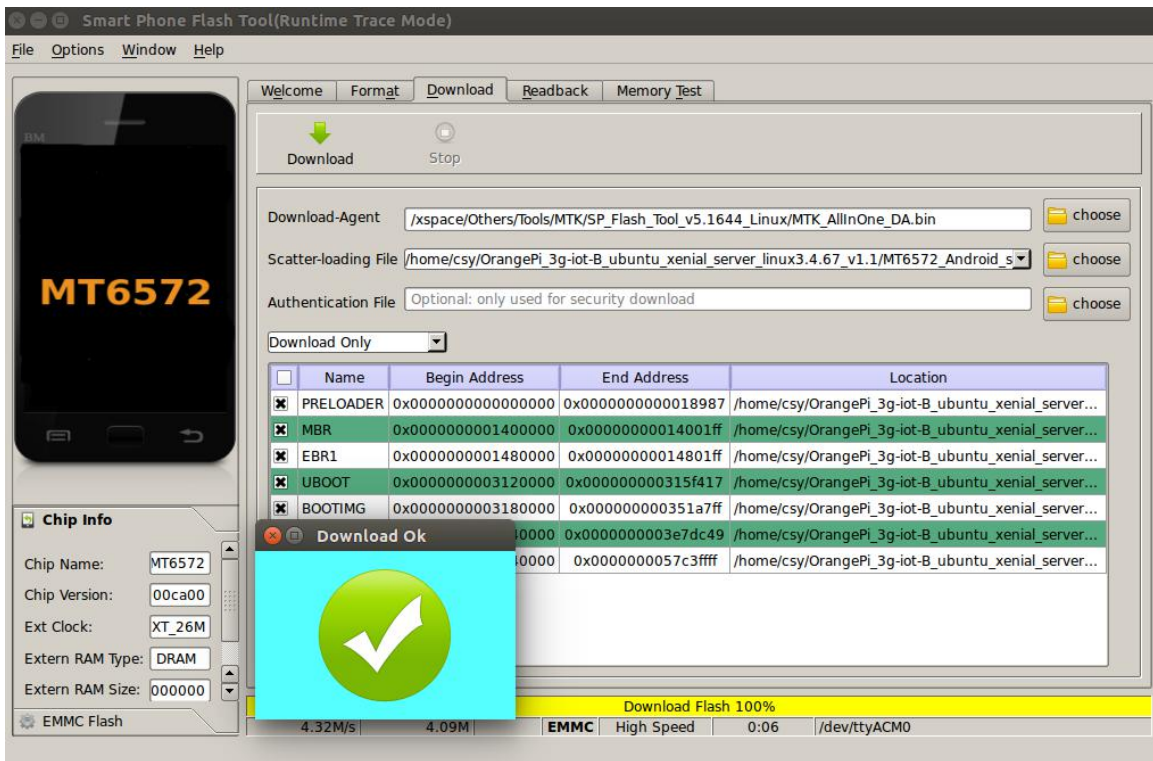 Smart Phone Flash Tool(Runtime Trace Mode)
File Options Window Help
BM
MT6572
Welcome Format Download Readback Memory Test
Download Stop
Download-Agent /xspace/Others/Tools/MTK/SP_Flash_Tool_v5.1644_Linux/MTK_AllInOne_DA.bin choose
Scatter-loading File /home/csy/OrangePi_3g-iot-B_ubuntu_xenial_server_linux3.4.67_v1.1/MT6572_Android_s choose
Authentication File Optional: only used for security download choose
Download Only
Name Begin Address End Address Location
PRELOADER 0x0000000000000000 0x0000000000018987 /home/csy/OrangePi_3g-iot-B_ubuntu_xenial_server...
MBR 0x0000000001400000 0x00000000014001ff /home/csy/OrangePi_3g-iot-B_ubuntu_xenial_server...
EBR1 0x0000000001480000 0x00000000014801ff /home/csy/OrangePi_3g-iot-B_ubuntu_xenial_server...
UBOOT 0x0000000003120000 0x000000000315f417 /home/csy/OrangePi_3g-iot-B_ubuntu_xenial_server...
BOOTIMG 0x0000000003180000 0x000000000351a7ff /home/csy/OrangePi_3g-iot-B_ubuntu_xenial_server...
0000 0x0000000003e7dc49 /home/csy/OrangePi_3g-iot-B_ubuntu_xenial_server...
0000 0x0000000057c3ffff /home/csy/OrangePi_3g-iot-B_ubuntu_xenial_server...
Download Ok
Chip Info
Chip Name: MT6572
Chip Version: 00ca00
Ext Clock: XT_26M
Extern RAM Type: DRAM
Extern RAM Size: 000000
EMMC Flash
Download Flash 100%
4.32M/s 4.09M EMMC High Speed 0:06 /dev/ttyACM0